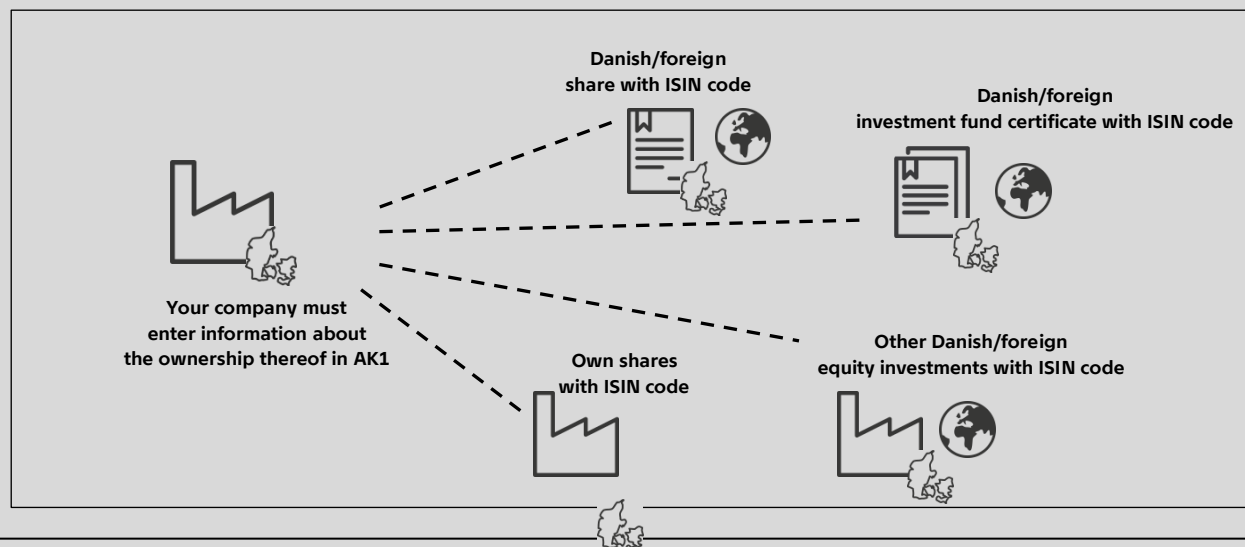 Danish/foreign
share with ISIN code
Danish/foreign
investment fund certificate with ISIN code
Your company must
enter information about
the ownership thereof in AK1
Own shares
with ISIN code
Other Danish/foreign
equity investments with ISIN code